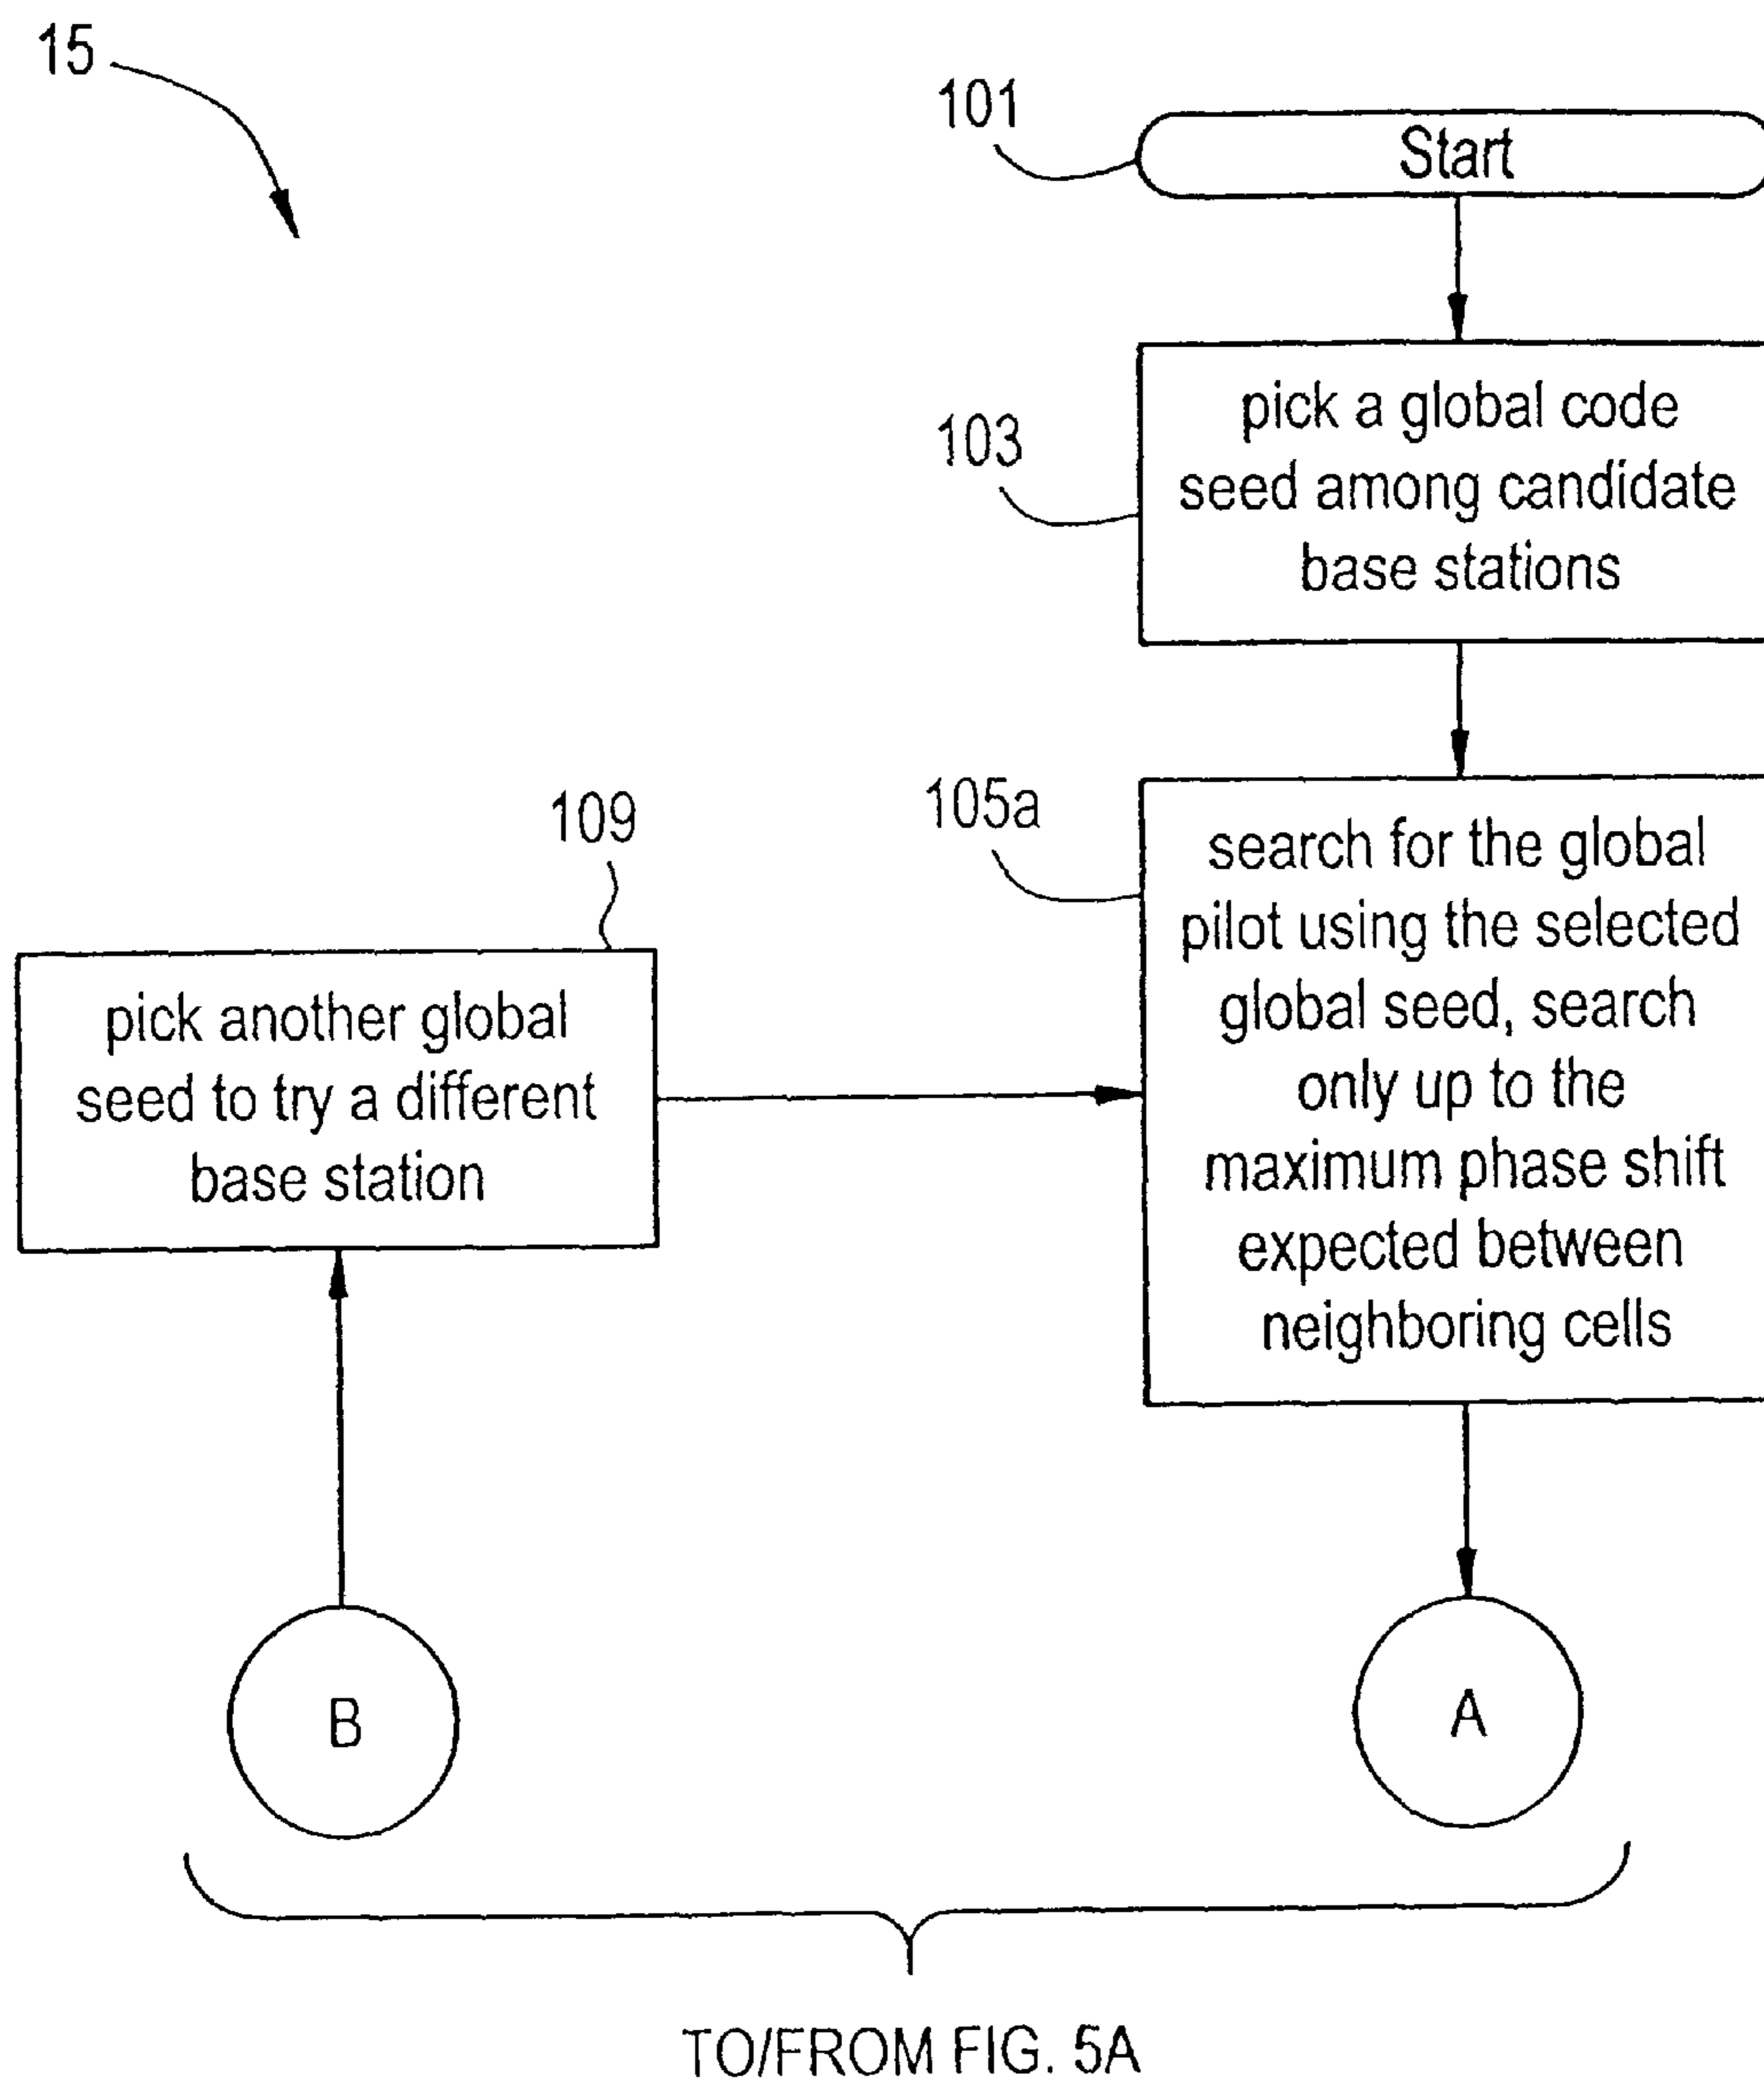 15
101
Start
103
pick a global code
seed among candidate
base stations
105a
search for the global
pilot using the selected
global seed, search
only up to the
maximum phase shift
expected between
neighboring cells
109
pick another global
seed to try a different
base station
B
A
TO/FROM FIG. 5A